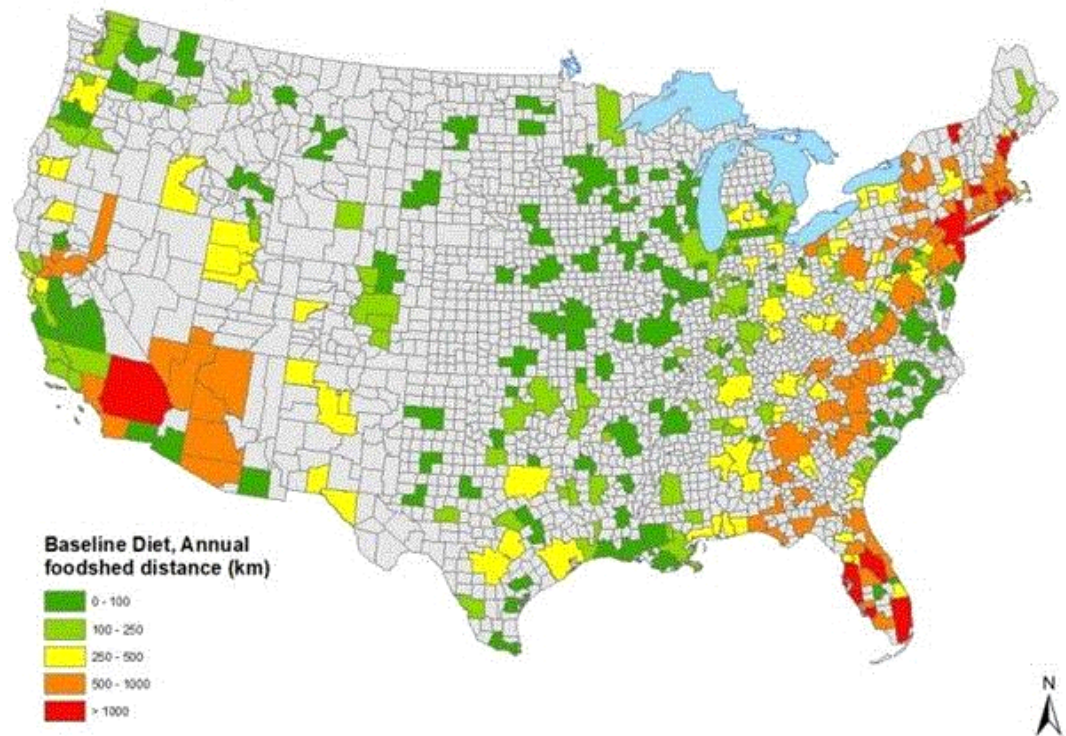 Baseline Diet, Annual
foodshed distance (km)
0 - 100
100 - 250
250 - 500
500 - 1000
> 1000
N